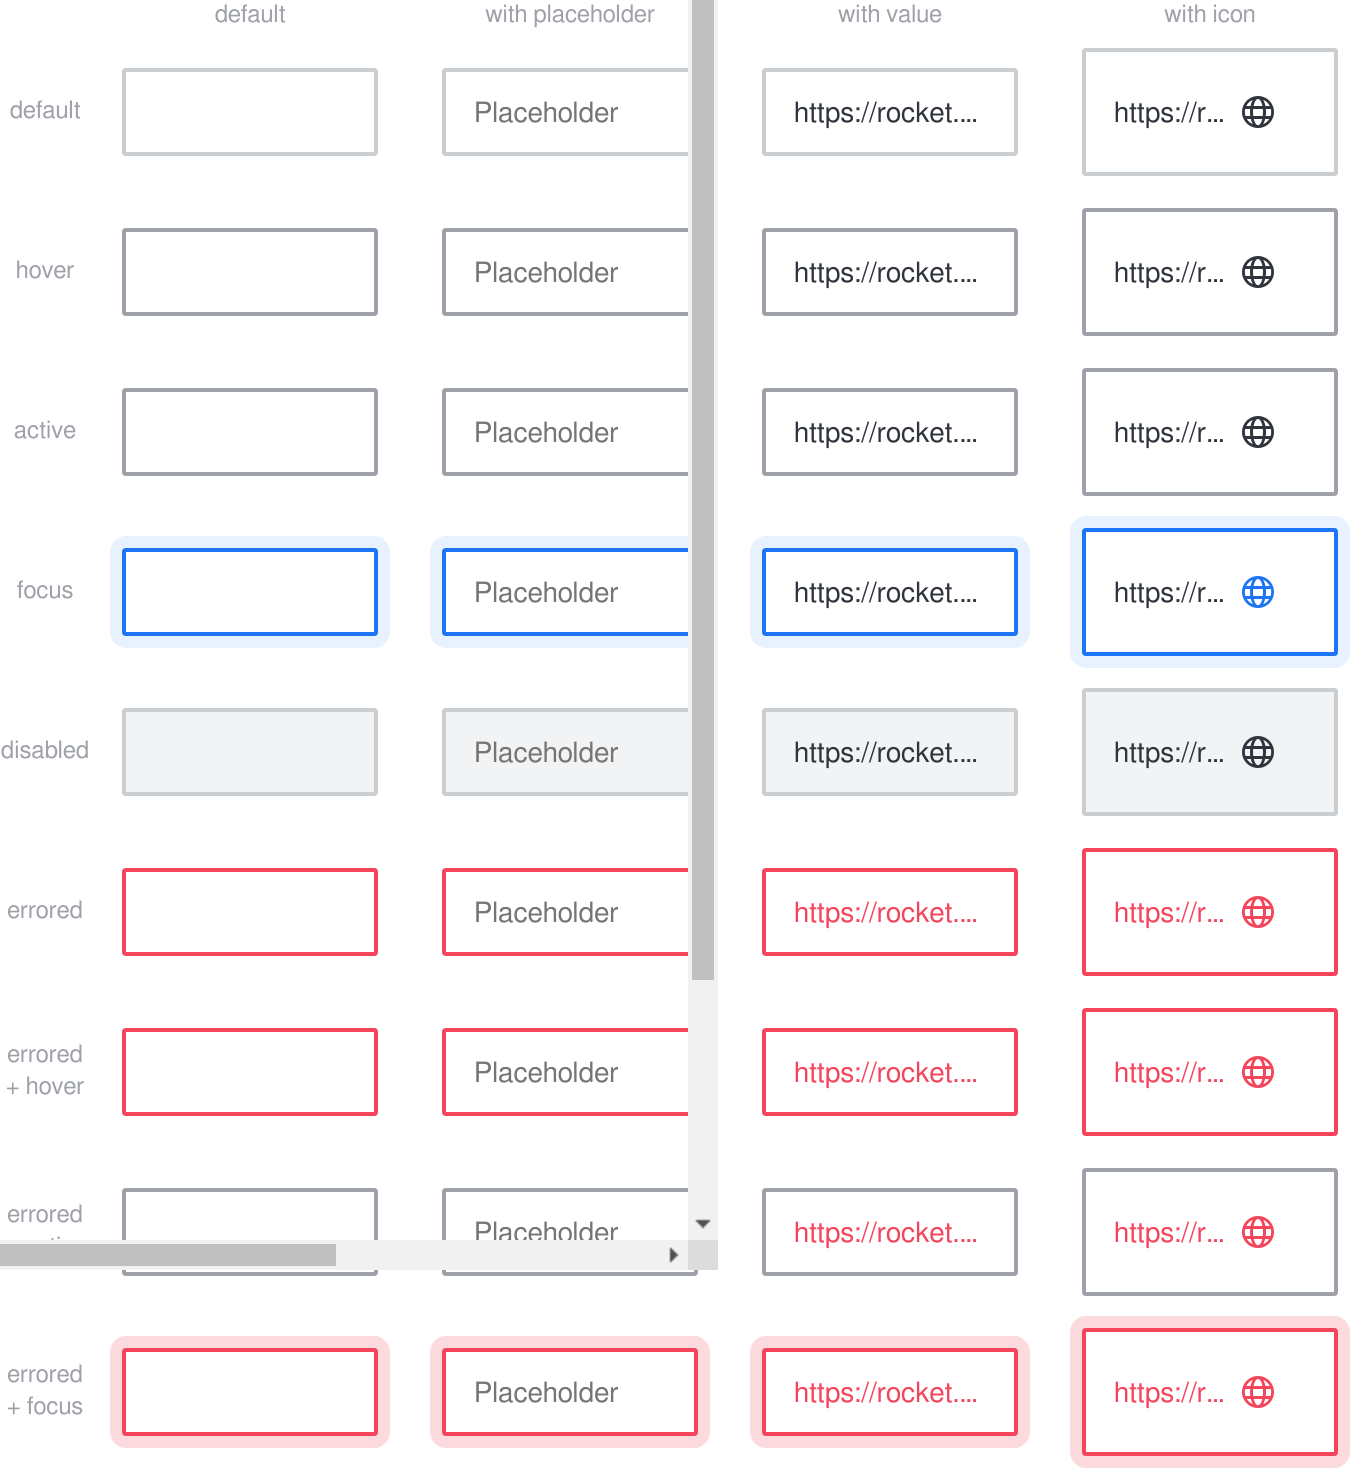 default with placeholder with value with icon
default Placeholder https://rocket.... https://r...
hover Placeholder https://rocket.... https://r...
active Placeholder https://rocket.... https://r...
focus Placeholder https://rocket.... https://r...
disabled Placeholder https://rocket.... https://r...
errored Placeholder https://rocket.... https://r...
errored
+ hover Placeholder https://rocket.... https://r...
errored Placeholder https://rocket.... https://r...
errored
+ focus Placeholder https://rocket.... https://r...